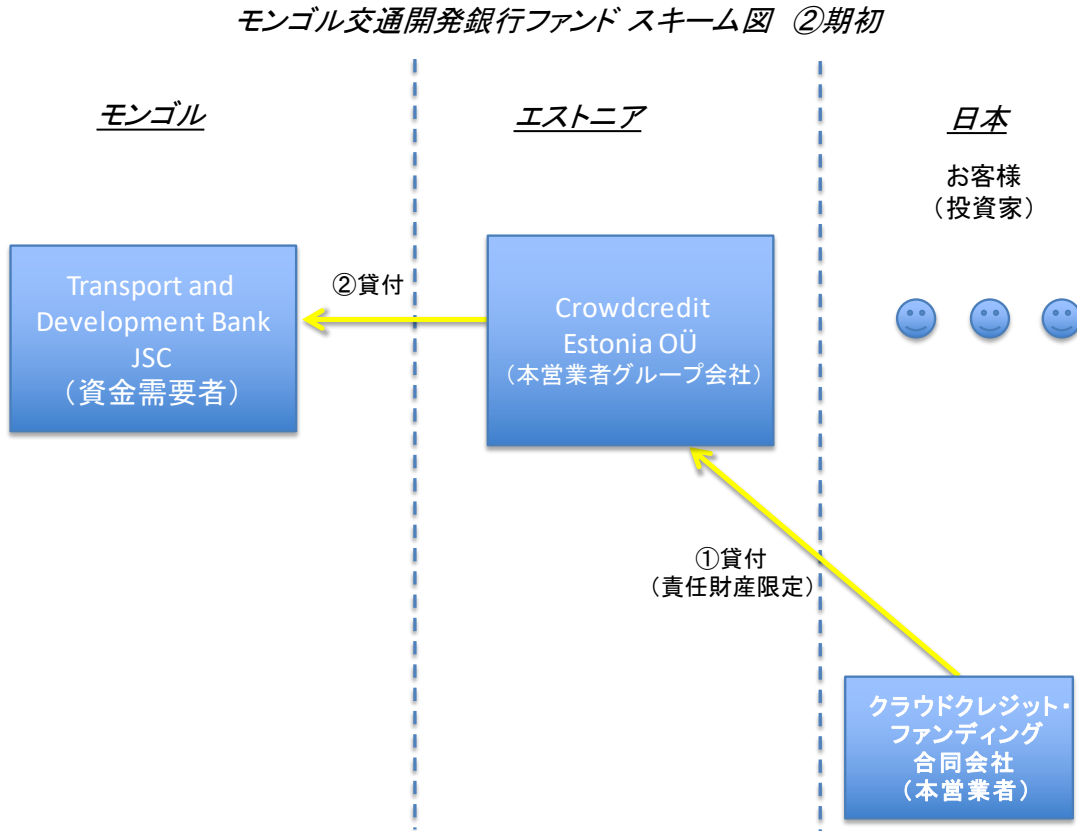 モンゴル交通開発銀行ファンド スキーム図 ②期初
モンゴル
エストニア
日本
お客様
（投資家）
Transport and
Development Bank
JSC
（資金需要者）
②貸付
Crowdcredit
Estonia OÜ
（本営業者グループ会社）
①貸付
（責任財産限定）
クラウドクレジット・
ファンディング
合同会社
（本営業者）